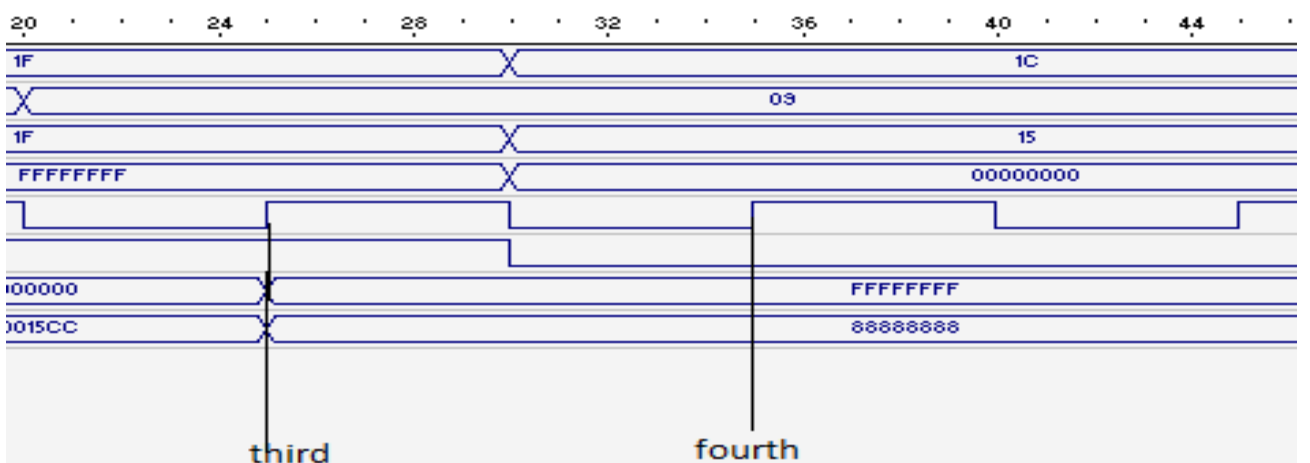 20 24 28 32 36 40 44
1F 1C
09
1F 15
FFFFFFFF 00000000
000000 FFFFFFFF
0015CC 88888888
third fourth